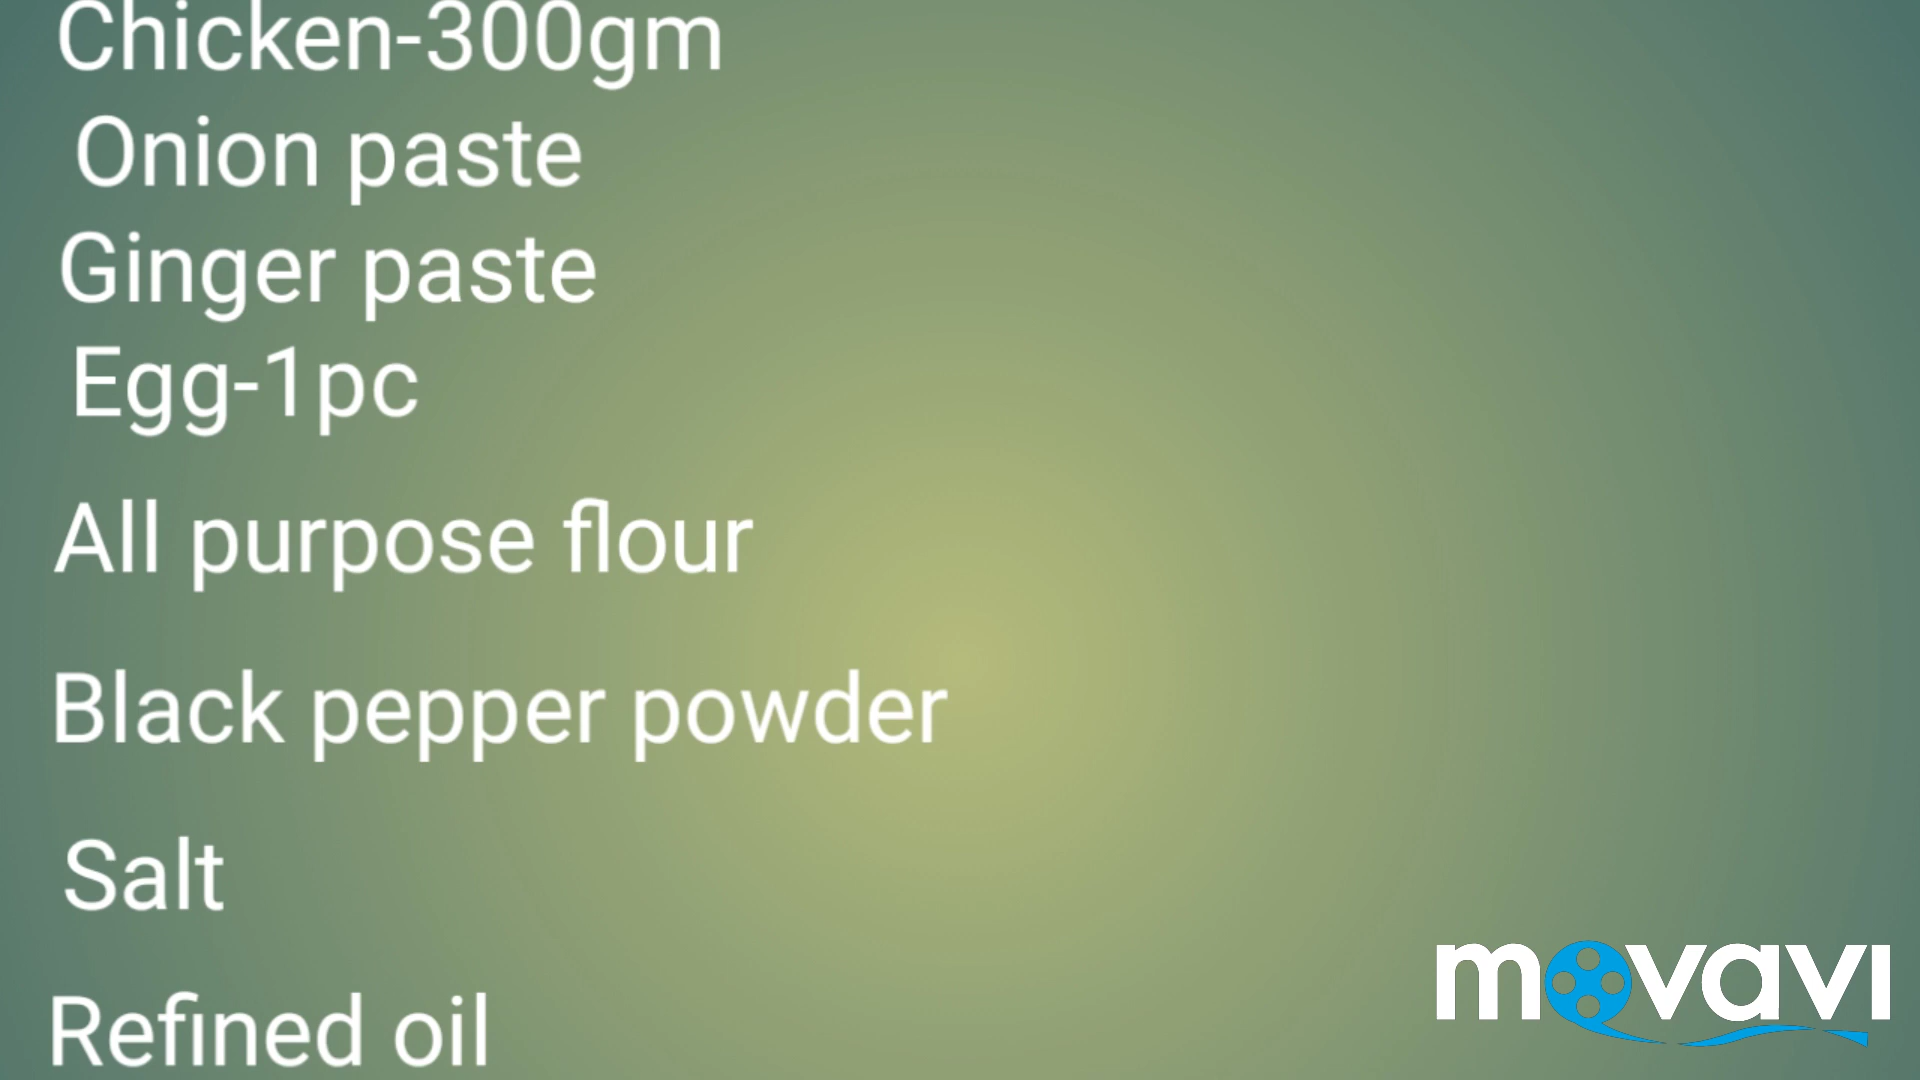 Chicken-300gm
Onion paste
Ginger paste
Egg-1pc
All purpose flour
Black pepper powder
Salt
Refined oil
movavi